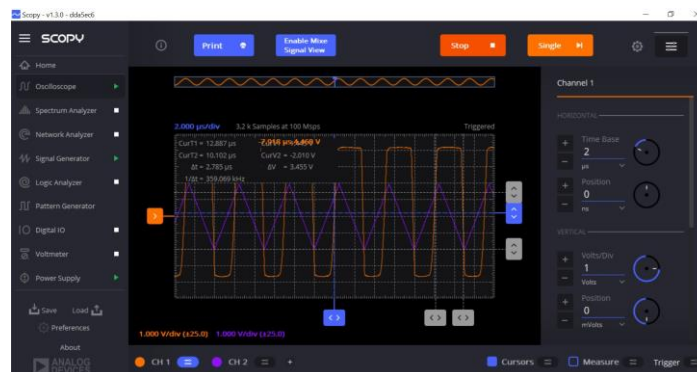 Scopy - v1.3.0 - dda5ec6
SCOPY
Print
Enable Mixe
Signal View
Stop
Single
Home
Oscilloscope
Spectrum Analyzer
Network Analyzer
Signal Generator
Logic Analyzer
Pattern Generator
Digital IO
Voltmeter
Power Supply
Save
Load
Preferences
About
ANALOG
DEVICES
2.000 µs/div
3.2 k Samples at 100 Msps
Triggered
CurT1 = 12.887 µs
CurT2 = 10.102 µs
CurV2 = -2.010 V
Δt = 2.785 µs
ΔV = 3.455 V
1/Δt = 359.069 kHz
1.000 V/div (±25.0)
1.000 V/div (±25.0)
CH 1
CH 2
+
Cursors
Measure
Trigger
Channel 1
HORIZONTAL
Time Base
2
µs
Position
0
ns
VERTICAL
Volts/Div
1
Volts
Position
0
mVolts